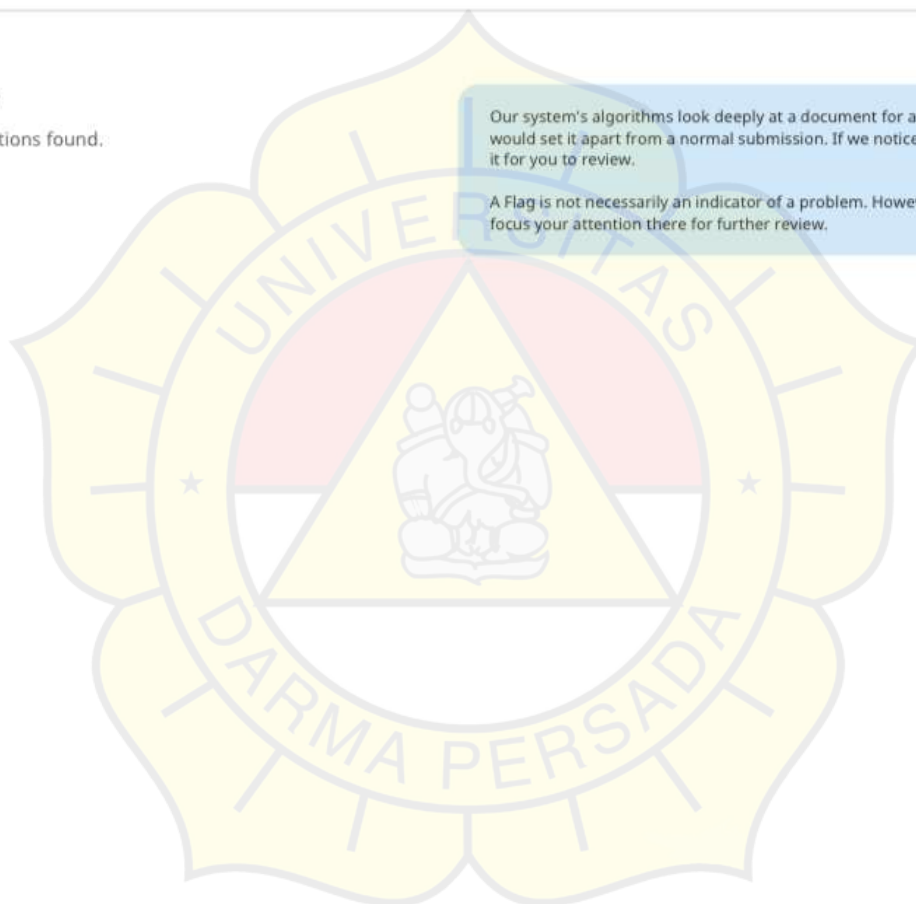 tions found.
Our system's algorithms look deeply at a document for a
would set it apart from a normal submission. If we notice
it for you to review.
A Flag is not necessarily an indicator of a problem. Howe
focus your attention there for further review.
UNIVERSITAS
DARMA PERSADA